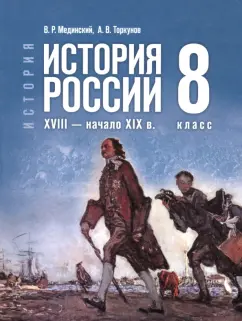 В. Р. Мединский, А. В. Торкунов
ИСТОРИЯ
ИСТОРИЯ
РОССИИ
8
XVIII — начало XIX в.
класс